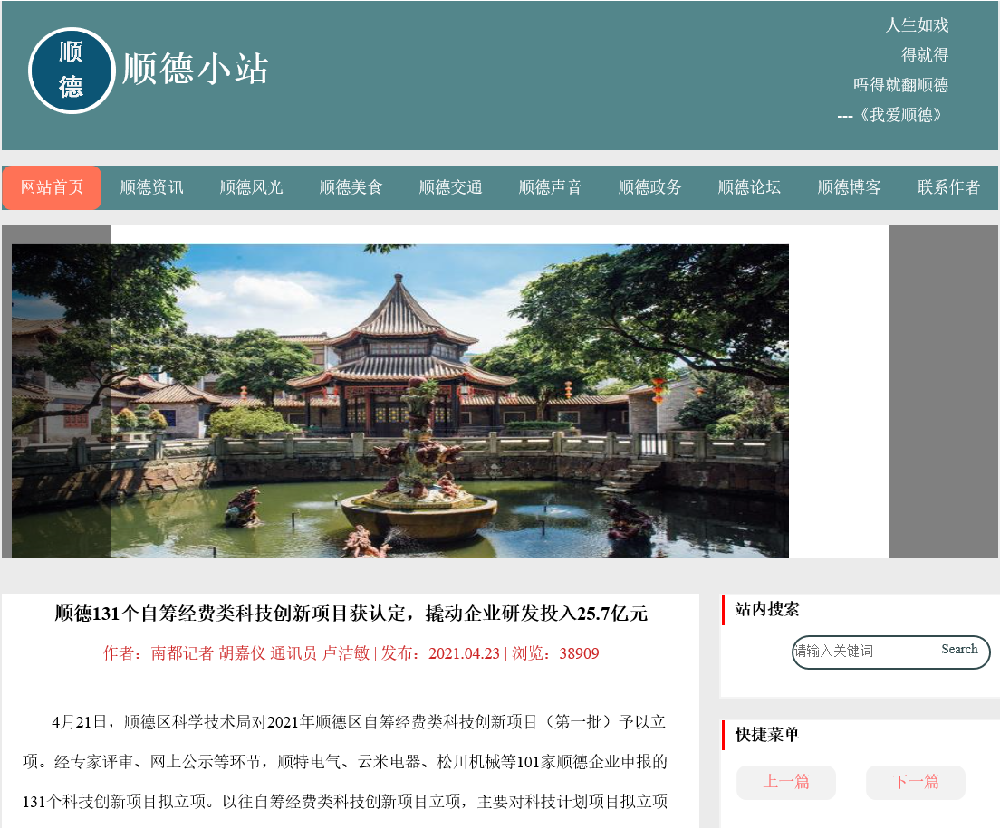 顺
德
顺德小站
人生如戏
得就得
唔得就翻顺德
---《我爱顺德》
网站首页 顺德资讯 顺德风光 顺德美食 顺德交通 顺德声音 顺德政务 顺德论坛 顺德博客 联系作者
顺德131个自筹经费类科技创新项目获认定，撬动企业研发投入25.7亿元
作者：南都记者 胡嘉仪 通讯员 卢洁敏 | 发布：2021.04.23 | 浏览：38909
4月21日，顺德区科学技术局对2021年顺德区自筹经费类科技创新项目（第一批）予以立
项。经专家评审、网上公示等环节，顺特电气、云米电器、松川机械等101家顺德企业申报的
131个科技创新项目拟立项。以往自筹经费类科技创新项目立项，主要对科技计划项目拟立项
站内搜索
请输入关键词 Search
快捷菜单
上一篇 下一篇